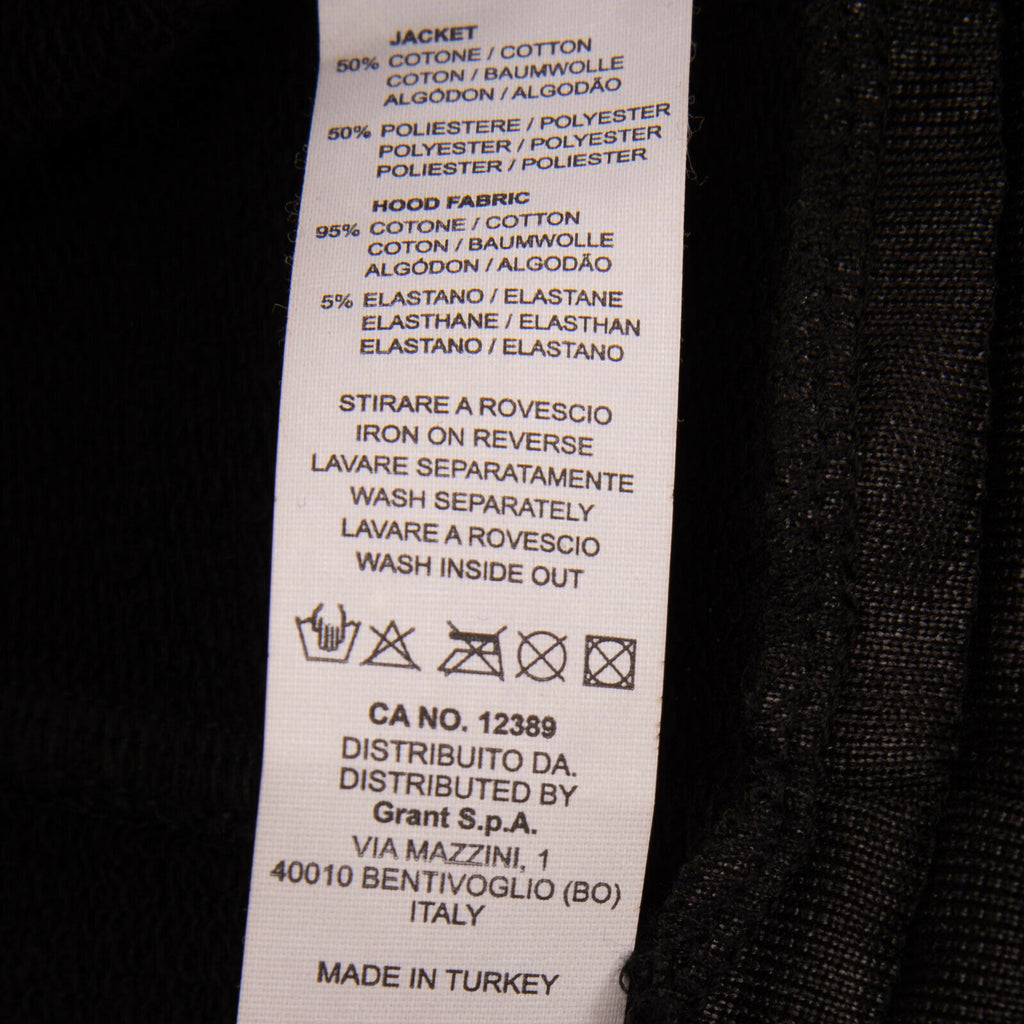 JACKET
50% COTONE / COTTON
COTON / BAUMWOLLE
ALGÓDON / ALGODÃO
50% POLIESTERE / POLYESTER
POLYESTER / POLYESTER
POLIESTER / POLIESTER
HOOD FABRIC
95% COTONE / COTTON
COTON / BAUMWOLLE
ALGÓDON / ALGODÃO
5% ELASTANO / ELASTANE
ELASTHANE / ELASTHAN
ELASTANO / ELASTANO
STIRARE A ROVESCIO
IRON ON REVERSE
LAVARE SEPARATAMENTE
WASH SEPARATELY
LAVARE A ROVESCIO
WASH INSIDE OUT
CA NO. 12389
DISTRIBUITO DA.
DISTRIBUTED BY
Grant S.p.A.
VIA MAZZINI, 1
40010 BENTIVOGLIO (BO)
ITALY
MADE IN TURKEY